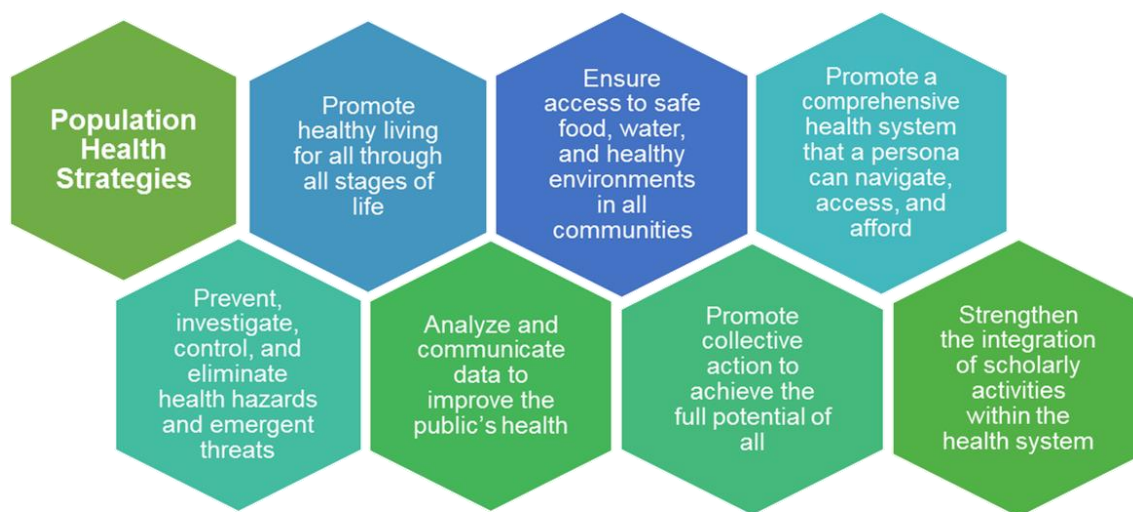 Population
Health
Strategies
Promote
healthy living
for all through
all stages of
life
Ensure
access to safe
food, water,
and healthy
environments
in all
communities
Promote a
comprehensive
health system
that a persona
can navigate,
access, and
afford
Prevent,
investigate,
control, and
eliminate
health hazards
and emergent
threats
Analyze and
communicate
data to
improve the
public’s health
Promote
collective
action to
achieve the
full potential of
all
Strengthen
the integration
of scholarly
activities
within the
health system